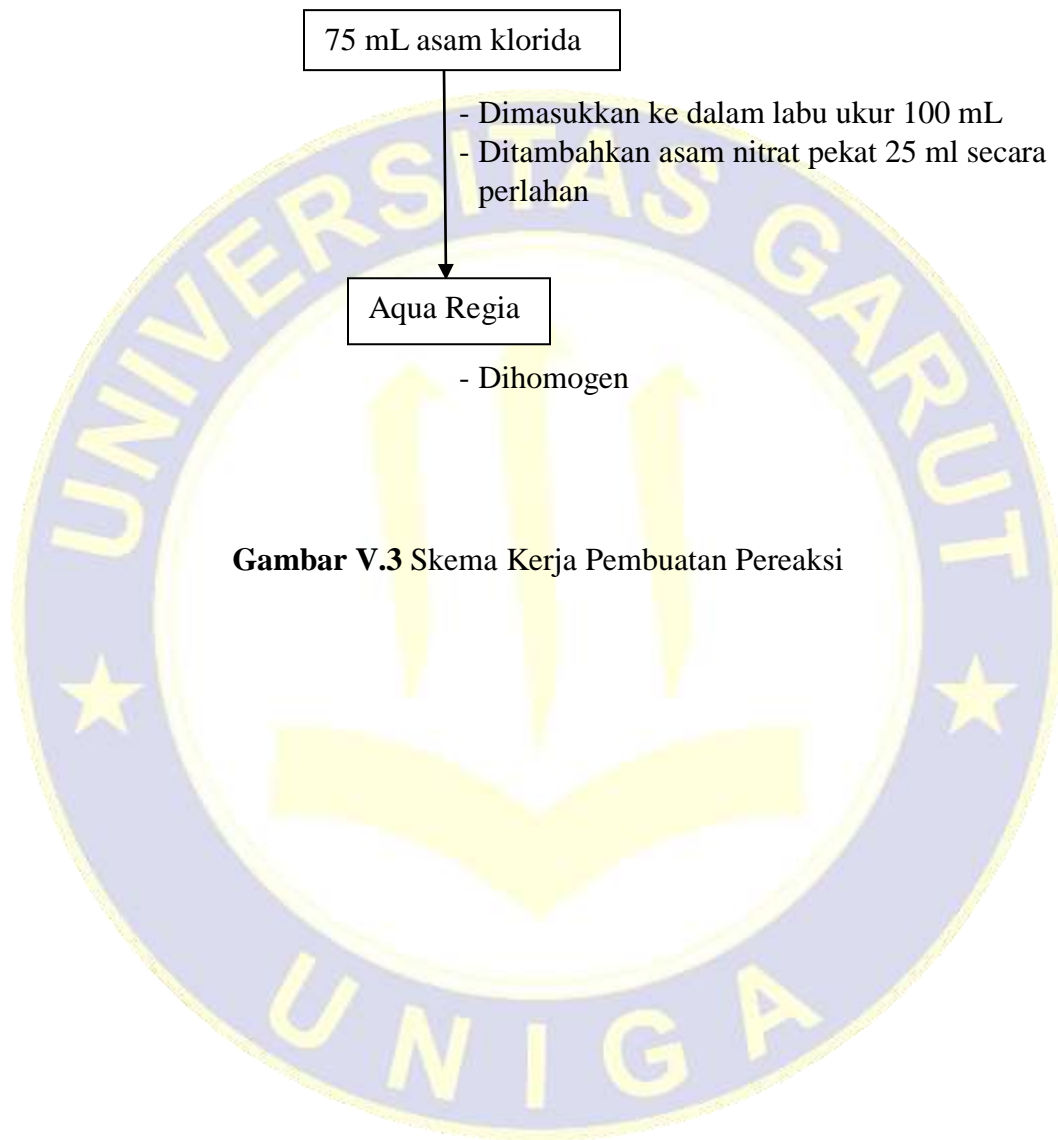 75 mL asam klorida
- Dimasukkan ke dalam labu ukur 100 mL
- Ditambahkan asam nitrat pekat 25 ml secara
perlahan
Aqua Regia
- Dihomogen
Gambar V.3 Skema Kerja Pembuatan Pereaksi
UNIVERSITAS GARUT
UNIGA